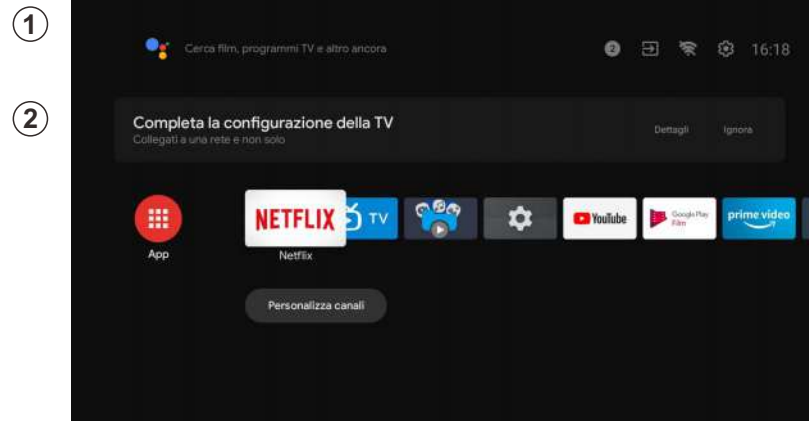 1
Cerca film, programmi TV e altro ancora
2
16:18
2
Completa la configurazione della TV
Collegati a una rete e non solo
Dettagli
Ignora
NETFLIX
TV
YouTube
Google Play
Film
prime video
App
Netflix
Personalizza canali